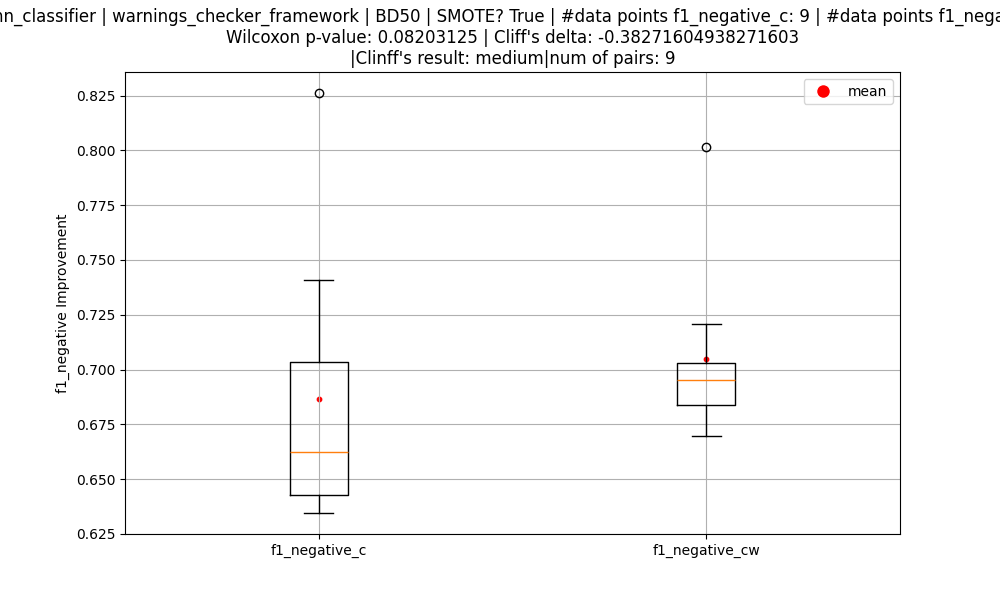 nn_classifier | warnings_checker_framework | BD50 | SMOTE? True | #data points f1_negative_c: 9 | #data points f1_nega
Wilcoxon p-value: 0.08203125 | Cliff's delta: -0.38271604938271603
|Clinff's result: medium|num of pairs: 9
mean
0.825
0.800
0.775
0.750
0.725
0.700
0.675
0.650
0.625
f1_negative Improvement
f1_negative_c
f1_negative_cw